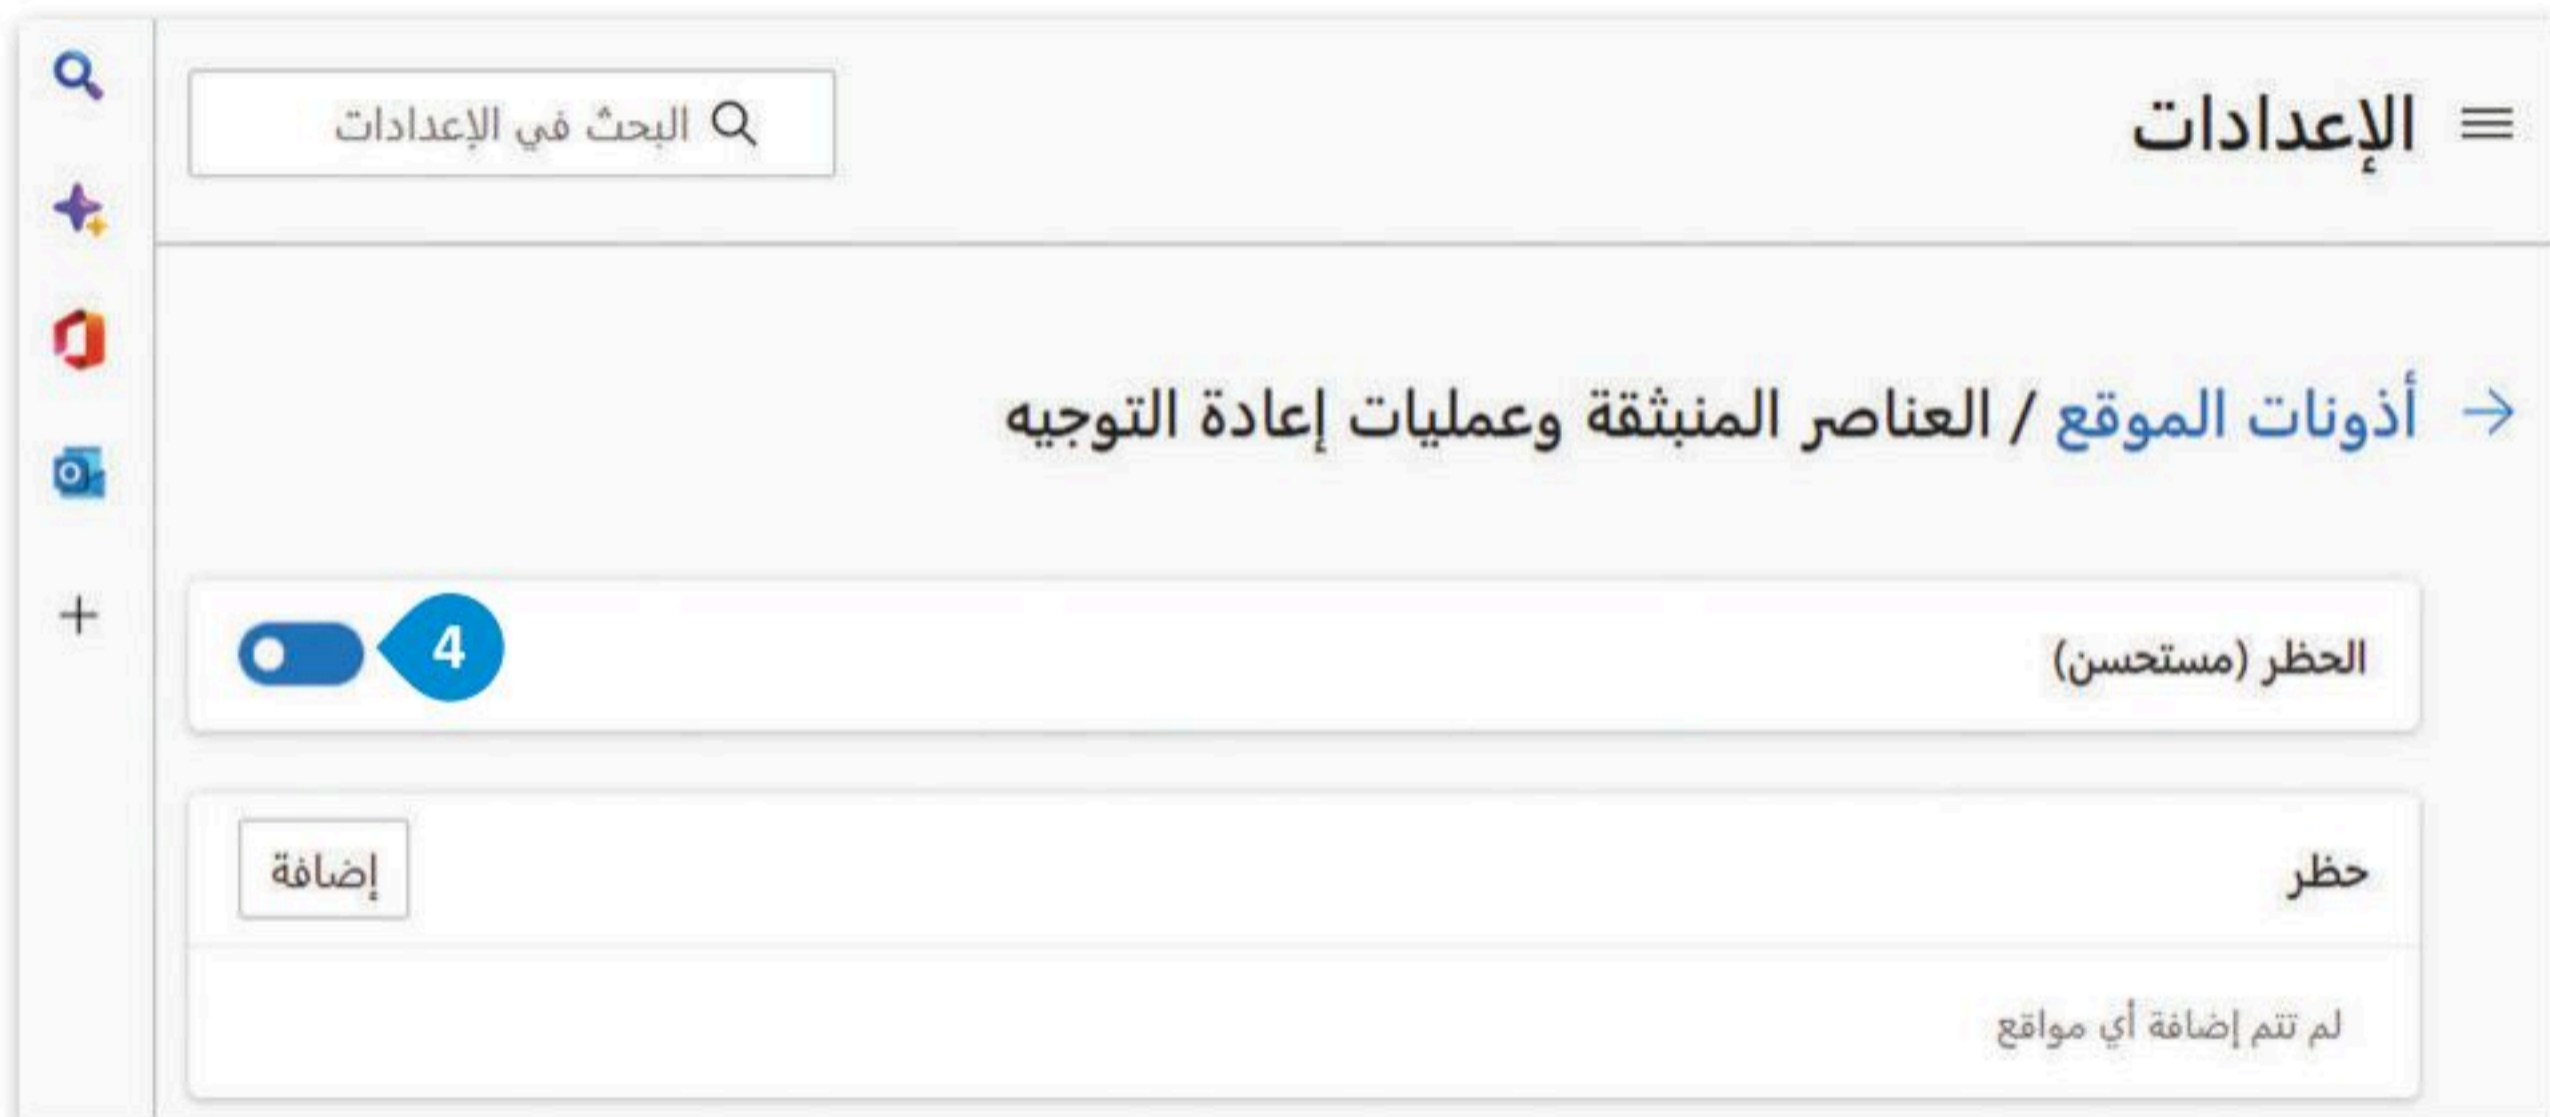 الإعدادات
البحث في الإعدادات
أذونات الموقع / العناصر المنبثقة وعمليات إعادة التوجيه
الحظر (مستحسن)
4
حظر
إضافة
لم تتم إضافة أي مواقع